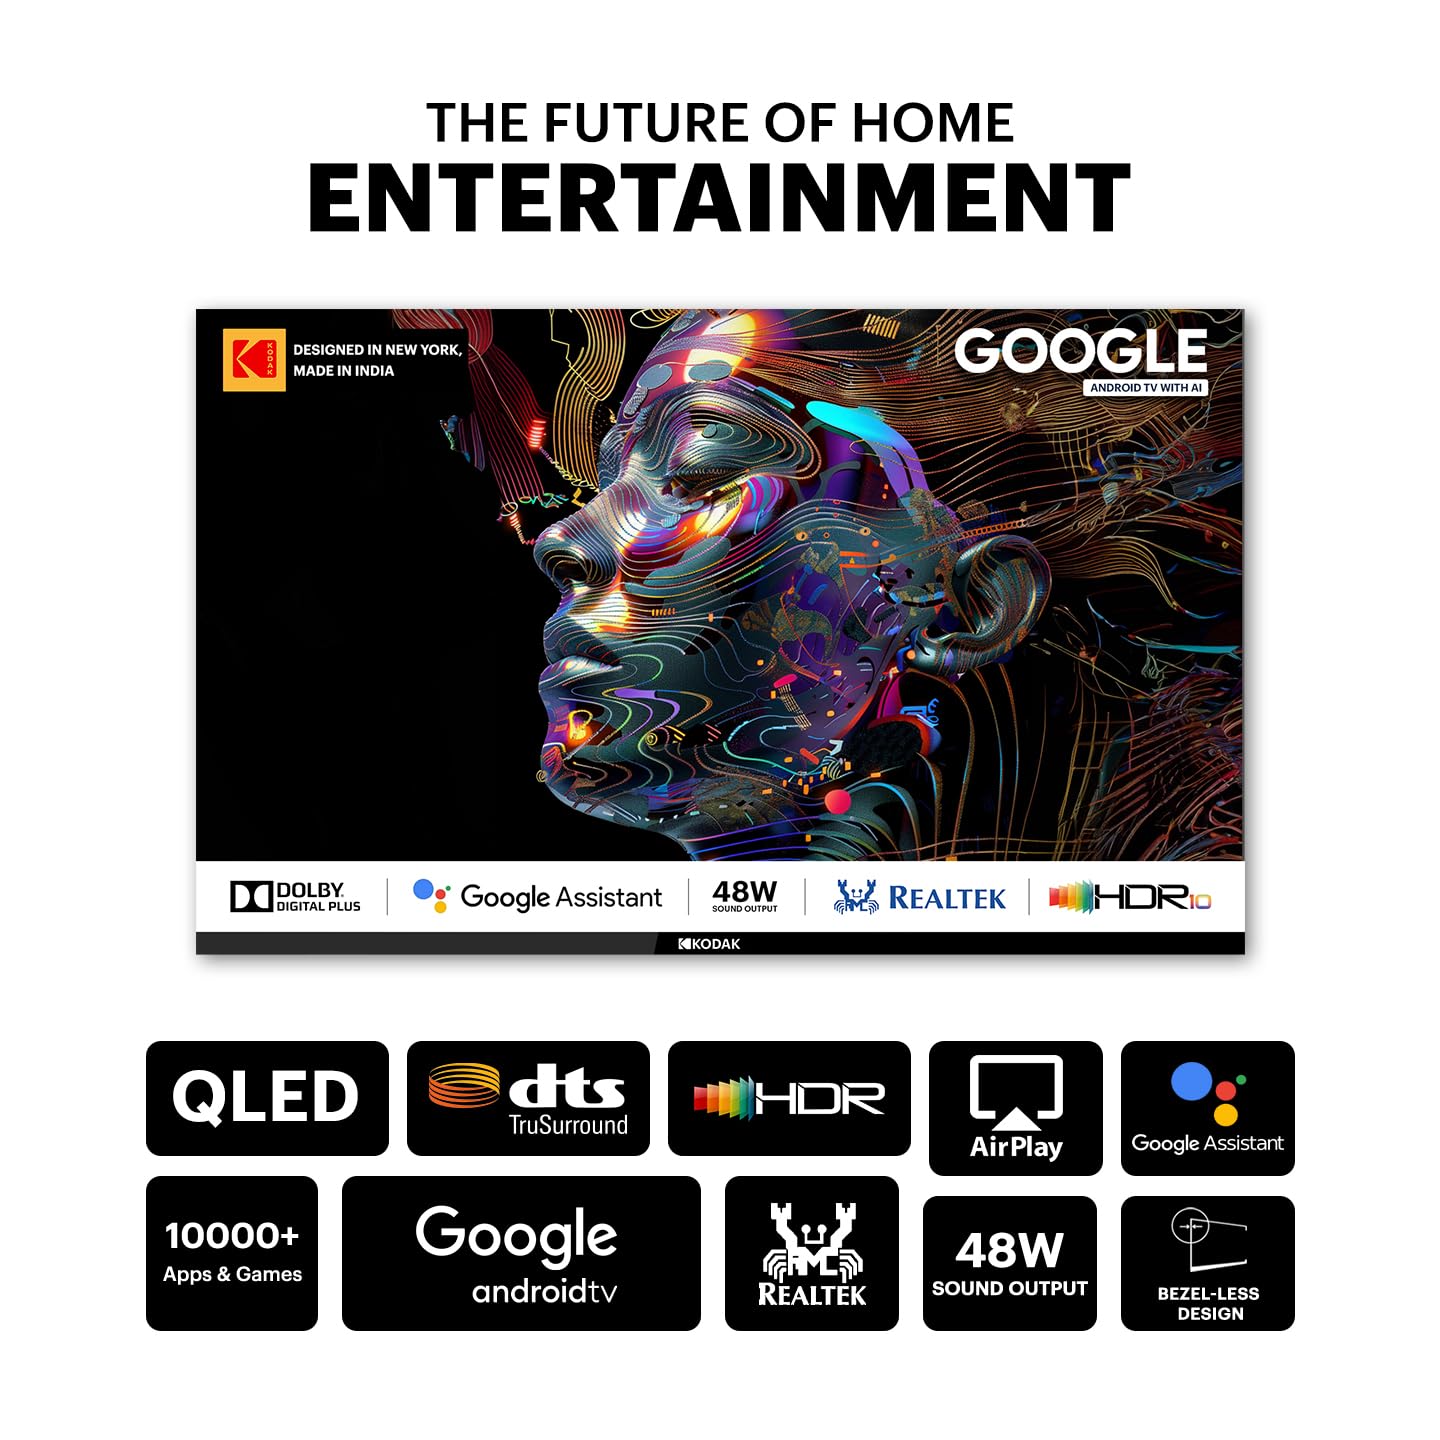 THE FUTURE OF HOME
ENTERTAINMENT
KODAK
DESIGNED IN NEW YORK,
MADE IN INDIA
GOOGLE
ANDROID TV WITH AI
DOLBY
DIGITAL PLUS
Google Assistant
48W
SOUND OUTPUT
REALTEK
HDR10
KODAK
QLED
dts
TruSurround
HDR
AirPlay
Google Assistant
10000+
Apps & Games
Google
androidtv
REALTEK
48W
SOUND OUTPUT
BEZEL-LESS
DESIGN